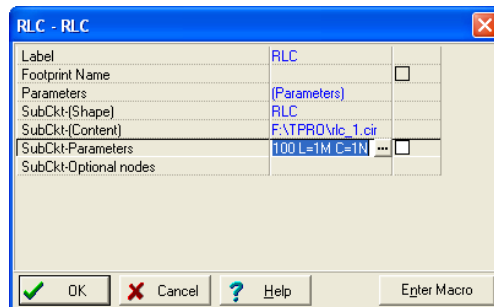 RLC - RLC
Label RLC
Footprint Name
Parameters (Parameters)
SubCkt-(Shape) RLC
SubCkt-(Content) F:\TPRO\rlc_1.cir
SubCkt-Parameters 100 L=1M C=1N ...
SubCkt-Optional nodes
OK Cancel ? Help Enter Macro